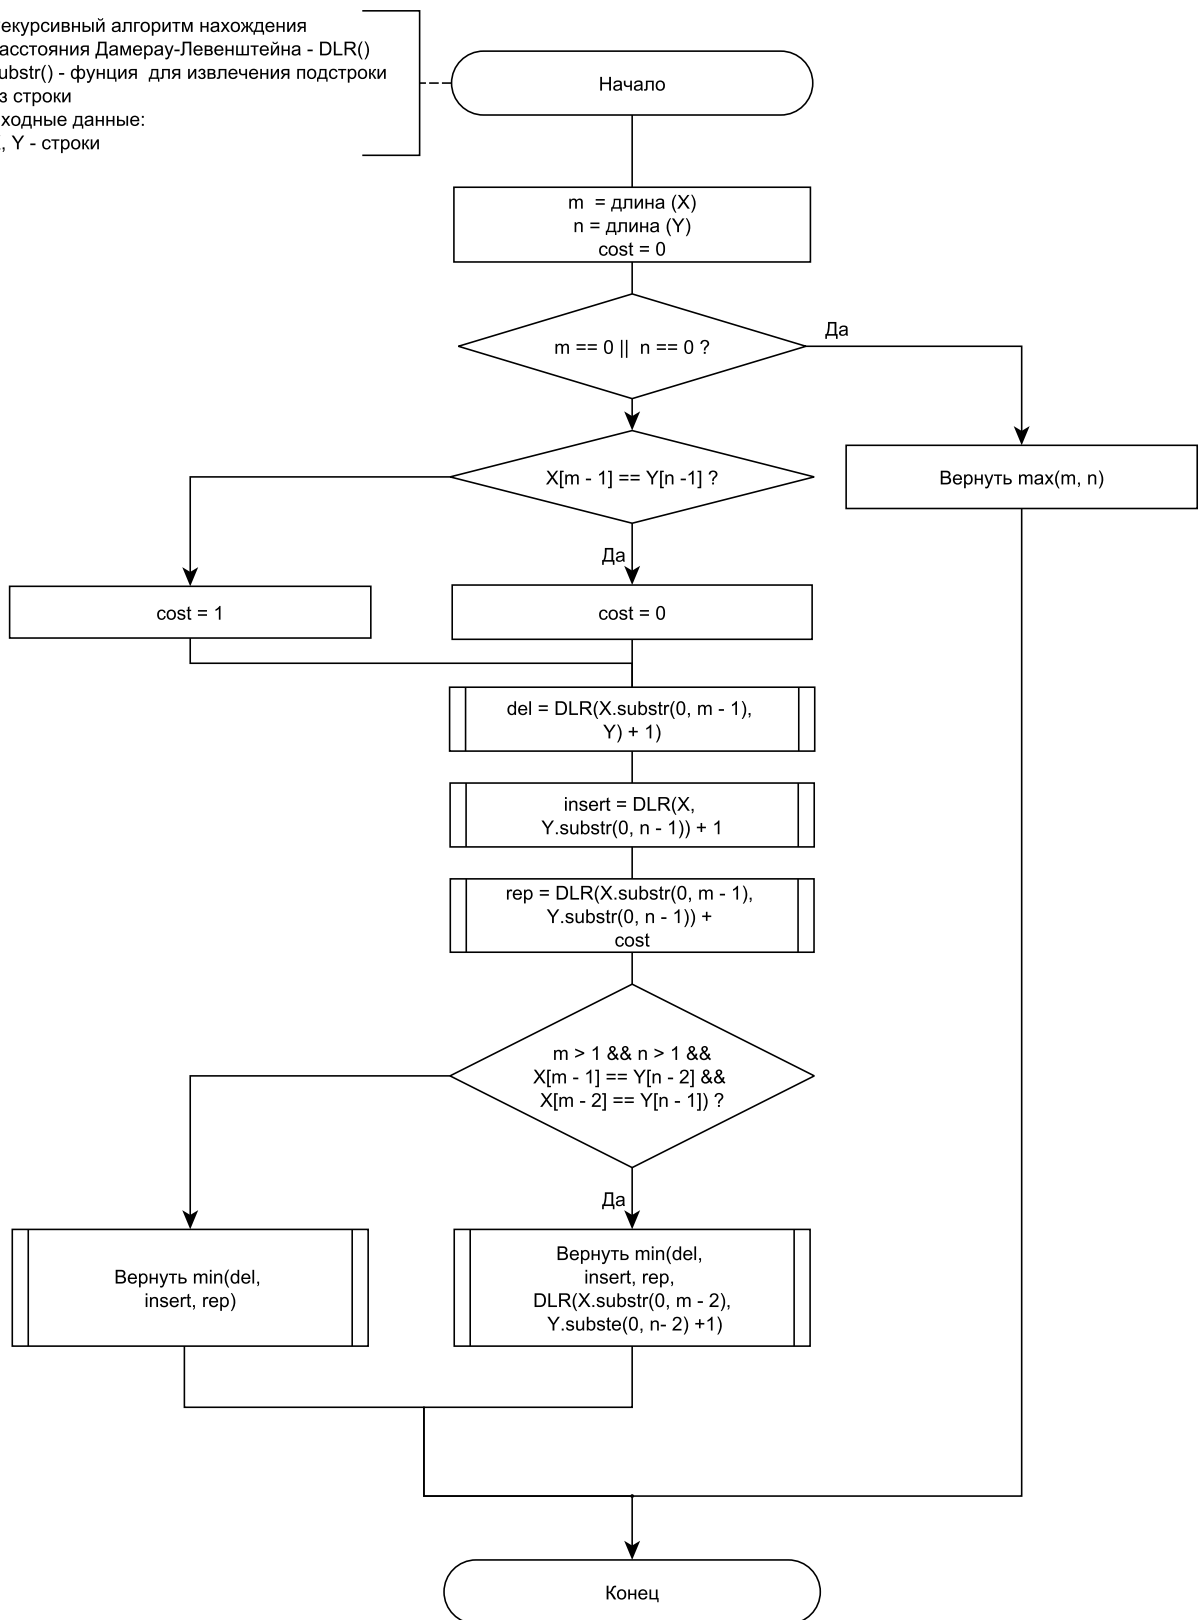 екурсивный алгоритм нахождения
асстояния Дамерау-Левенштейна - DLR()
ubstr() - фунция для извлечения подстроки
з строки
ходные данные:
, Y - строки
Начало
m = длина (X)
n = длина (Y)
cost = 0
m == 0 || n == 0 ?
Да
X[m - 1] == Y[n -1] ?
Вернуть max(m, n)
Да
cost = 1
cost = 0
del = DLR(X.substr(0, m - 1),
Y) + 1)
insert = DLR(X,
Y.substr(0, n - 1)) + 1
rep = DLR(X.substr(0, m - 1),
Y.substr(0, n - 1)) +
cost
m > 1 && n > 1 &&
X[m - 1] == Y[n - 2] &&
X[m - 2] == Y[n - 1]) ?
Да
Вернуть min(del,
insert, rep)
Вернуть min(del,
insert, rep,
DLR(X.substr(0, m - 2),
Y.subste(0, n- 2) +1)
Конец